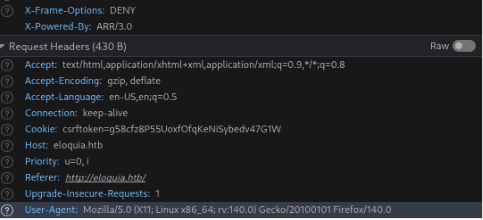 X-Frame-Options: DENY
X-Powered-By: ARR/3.0
Request Headers (430 B) Raw
Accept: text/html,application/xhtml+xml,application/xml;q=0.9,*/*;q=0.8
Accept-Encoding: gzip, deflate
Accept-Language: en-US,en;q=0.5
Connection: keep-alive
Cookie: csrftoken=g58cfz8P55UoxfOfqKeNiSybedv47G1W
Host: eloquia.htb
Priority: u=0, i
Referer: http://eloquia.htb/
Upgrade-Insecure-Requests: 1
User-Agent: Mozilla/5.0 (X11; Linux x86_64; rv:140.0) Gecko/20100101 Firefox/140.0